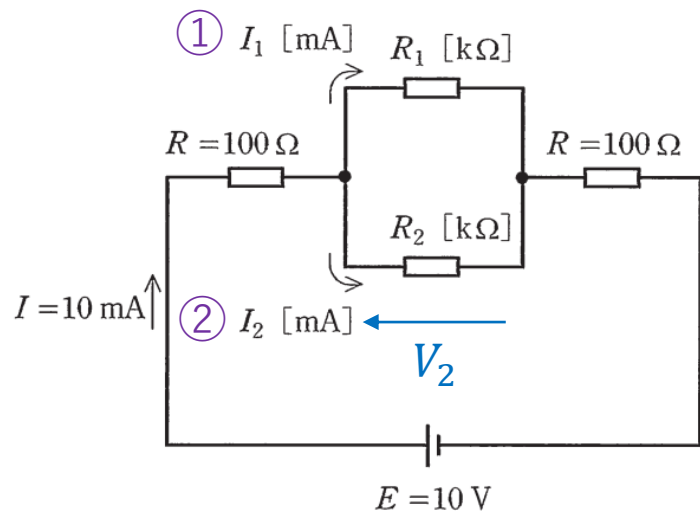 ① I₁ [mA]
R₁ [kΩ]
R=100 Ω
R=100 Ω
R₂ [kΩ]
I=10 mA
② I₂ [mA]
V₂
E=10 V